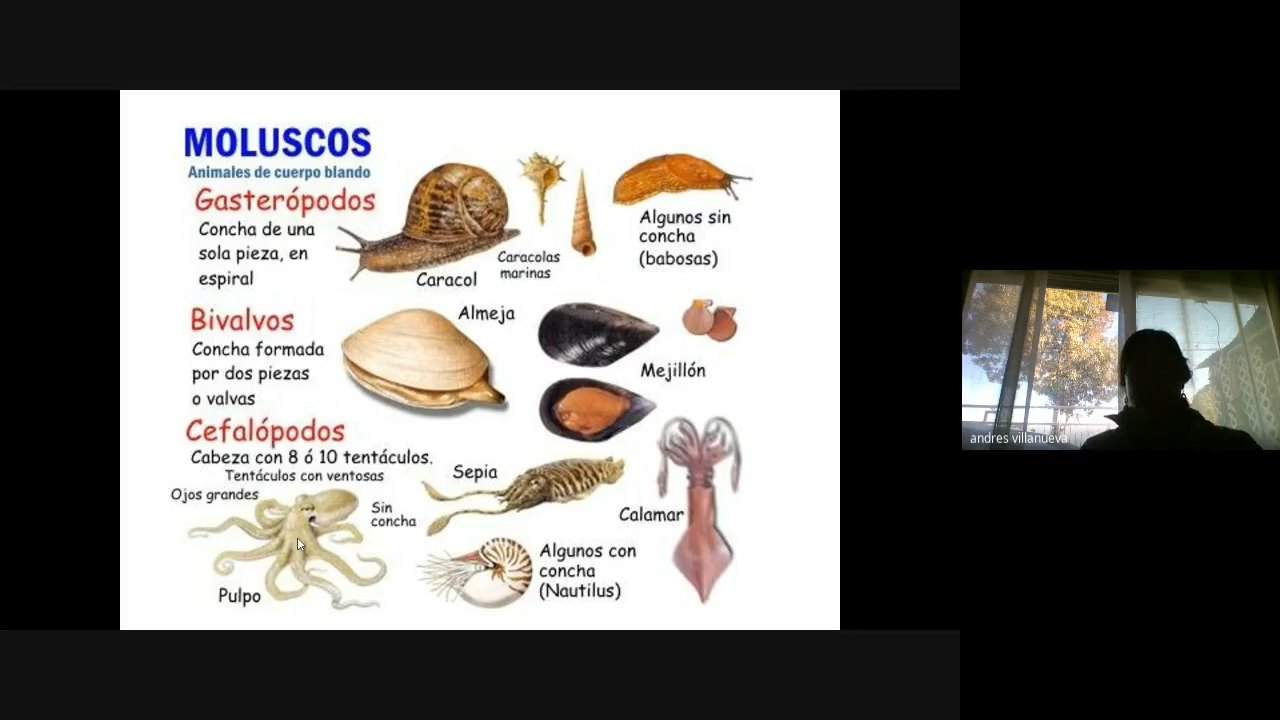 MOLUSCOS
Animales de cuerpo blando
Gasterópodos
Concha de una
sola pieza, en
espiral
Caracol
Caracolas
marinas
Algunos sin
concha
(babosas)
Bivalvos
Concha formada
por dos piezas
o valvas
Almeja
Mejillón
Cefalópodos
Cabeza con 8 ó 10 tentáculos.
Tentáculos con ventosas
Ojos grandes
Sin
concha
Pulpo
Sepia
Calamar
Algunos con
concha
(Nautilus)
andres villanueva